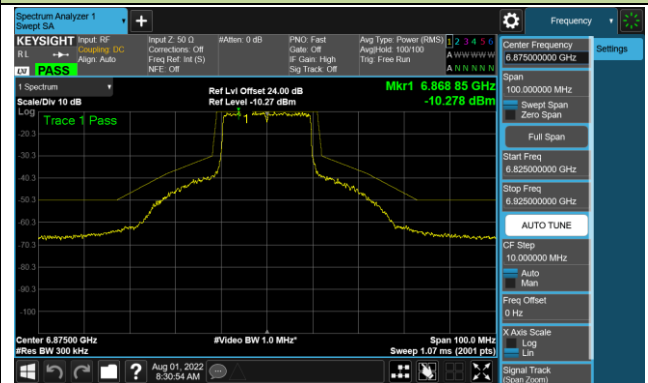 Spectrum Analyzer 1
Swept SA
Frequency
KEYSIGHT
RL
LXI
PASS
Input: RF
Coupling: DC
Align: Auto
Input Z: 50 Ω
Corrections: Off
Freq Ref: Int (S)
NFE: Off
#Atten: 0 dB
PNO: Fast
Gate: Off
IF Gain: High
Sig Track: Off
Avg Type: Power (RMS)
Avg|Hold: 100/100
Trig: Free Run
1 2 3 4 5 6
A W W W W W
A N N N N N
1 Spectrum
Scale/Div 10 dB
Ref Lvl Offset 24.00 dB
Ref Level -10.27 dBm
Mkr1 6.868 85 GHz
-10.278 dBm
Log
Trace 1 Pass
1
-20.3
-30.3
-40.3
-50.3
-60.3
-70.3
-80.3
-90.3
-100
Center 6.87500 GHz
#Res BW 300 kHz
#Video BW 1.0 MHz*
Span 100.0 MHz
Sweep 1.07 ms (2001 pts)
Center Frequency
6.875000000 GHz
Settings
Span
100.000000 MHz
Swept Span
Zero Span
Full Span
Start Freq
6.825000000 GHz
Stop Freq
6.925000000 GHz
AUTO TUNE
CF Step
10.000000 MHz
Auto
Man
Freq Offset
0 Hz
X Axis Scale
Log
Lin
Signal Track
(Span Zoom)
?
Aug 01, 2022
8:30:54 AM